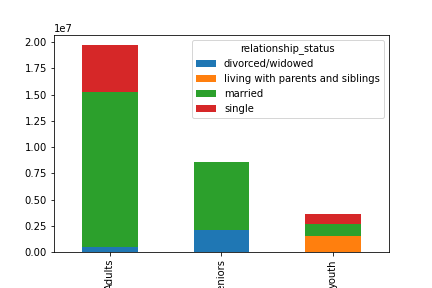 1e7
2.00
1.75
1.50
1.25
1.00
0.75
0.50
0.25
0.00
relationship_status
divorced/widowed
living with parents and siblings
married
single
Adults
eniors
youth